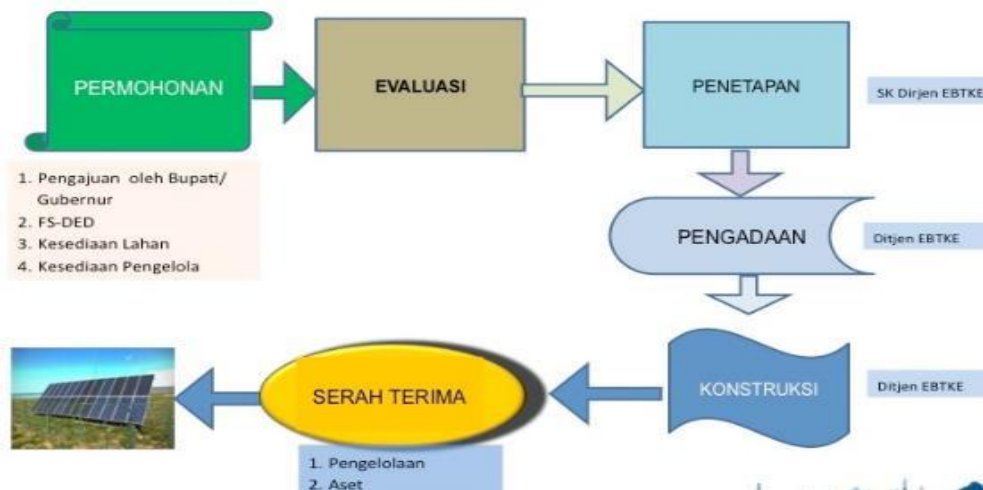 PERMOHONAN
EVALUASI
PENETAPAN
SK Dirjen EBTKE
1. Pengajuan oleh Bupati/
Gubernur
2. FS-DED
3. Kesediaan Lahan
4. Kesediaan Pengelola
PENGADAAN
Ditjen EBTKE
KONSTRUKSI
Ditjen EBTKE
SERAH TERIMA
1. Pengelolaan
2. Aset